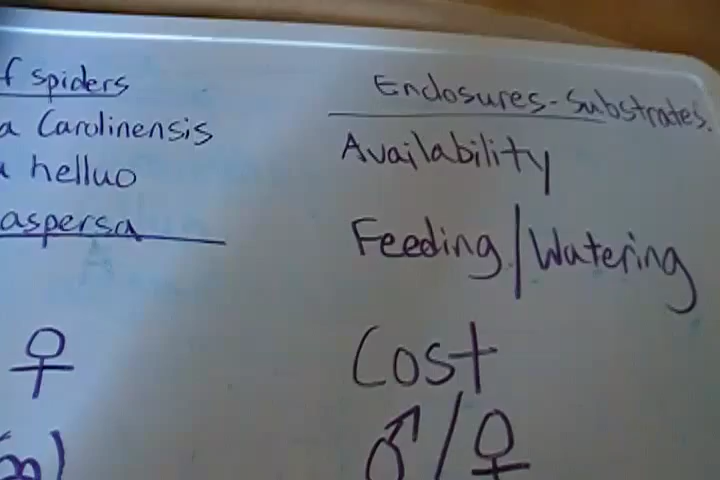 f spiders
a Carolinensis
a helluo
aspersa
♀
m)
Enclosures-Substrates.
Availability
Feeding/Watering
Cost
♂/♀